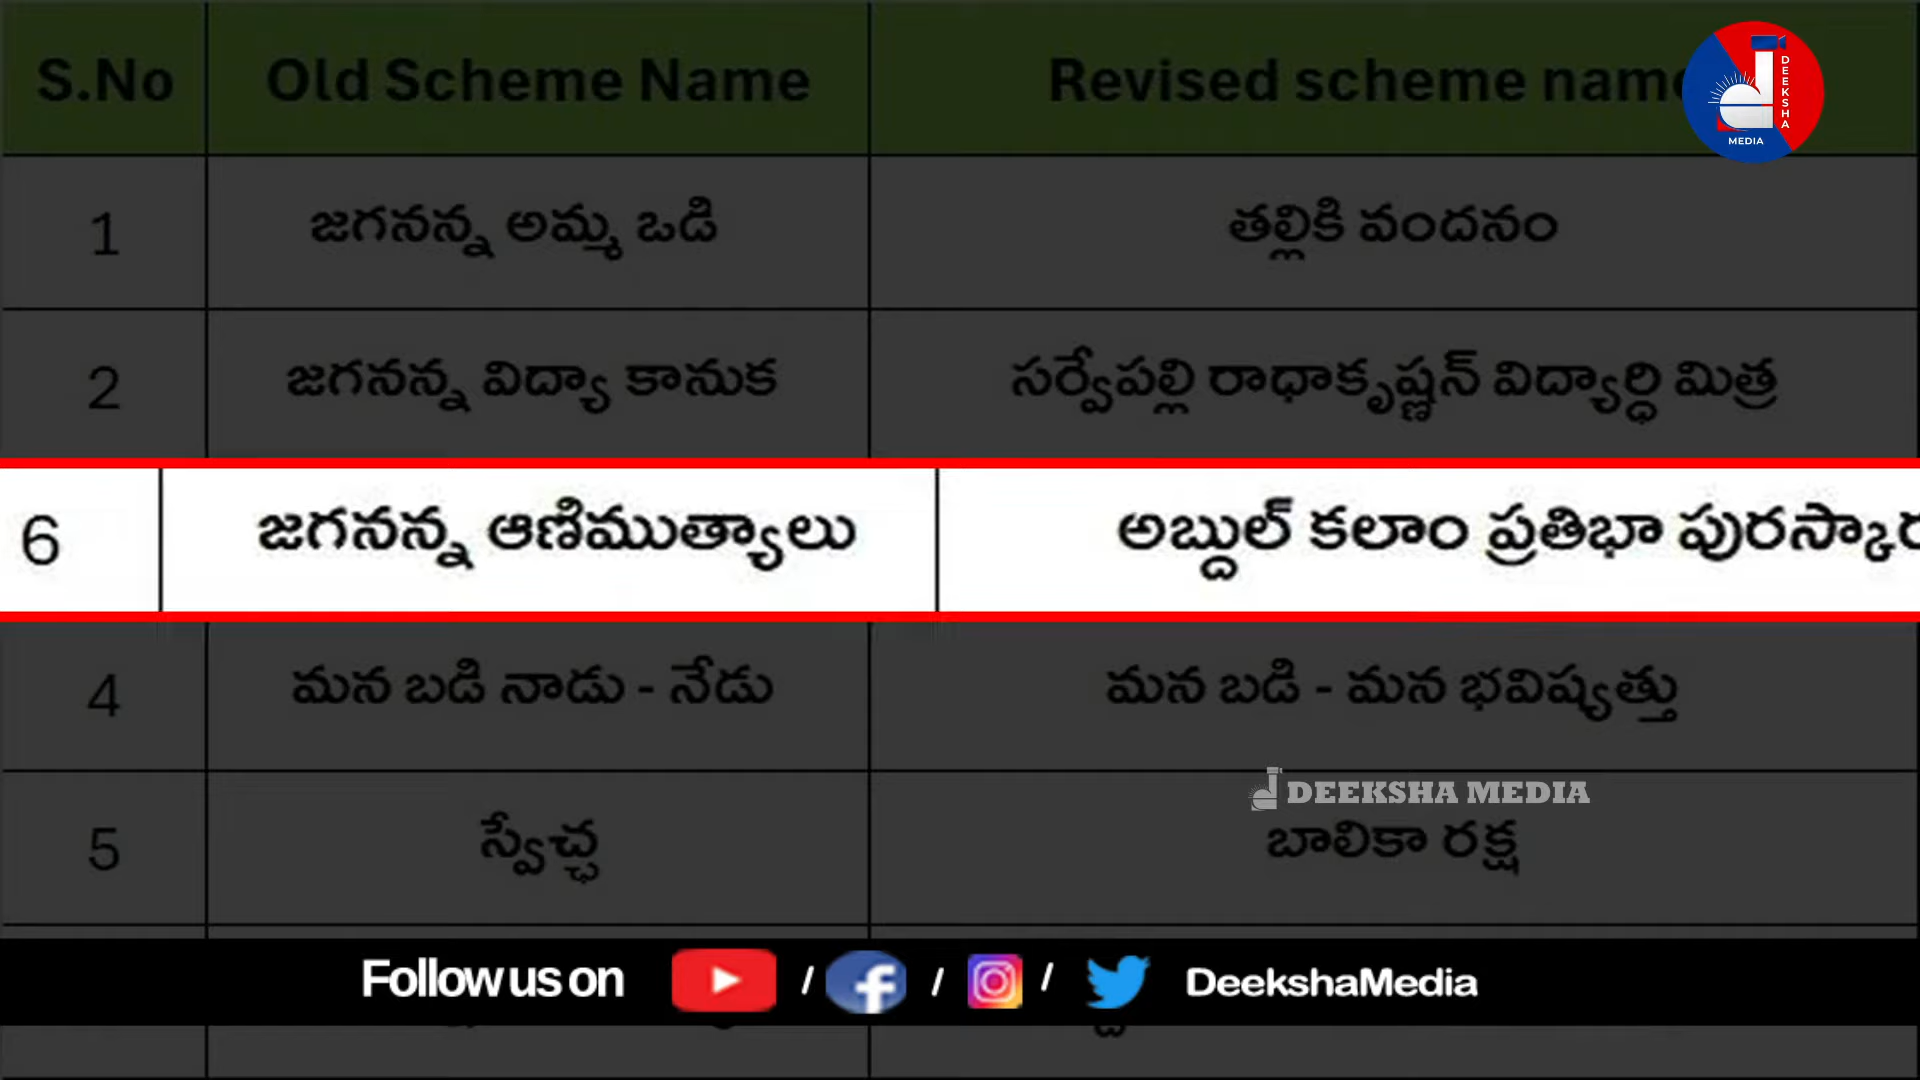 S.No Old Scheme Name Revised scheme name
DEEKSHA
MEDIA
1 జగనన్న అమ్మ ఒడి తల్లికి వందనం
2 జగనన్న విద్యా కానుక సర్వేపల్లి రాధాకృష్ణన్ విద్యార్ధి మిత్ర
6 జగనన్న ఆణిముత్యాలు అబ్దుల్ కలాం ప్రతిభా పురస్కార
4 మన బడి నాడు - నేడు మన బడి - మన భవిష్యత్తు
DEEKSHA MEDIA
5 స్వేచ్ఛ బాలికా రక్ష
Follow us on / / / DeekshaMedia